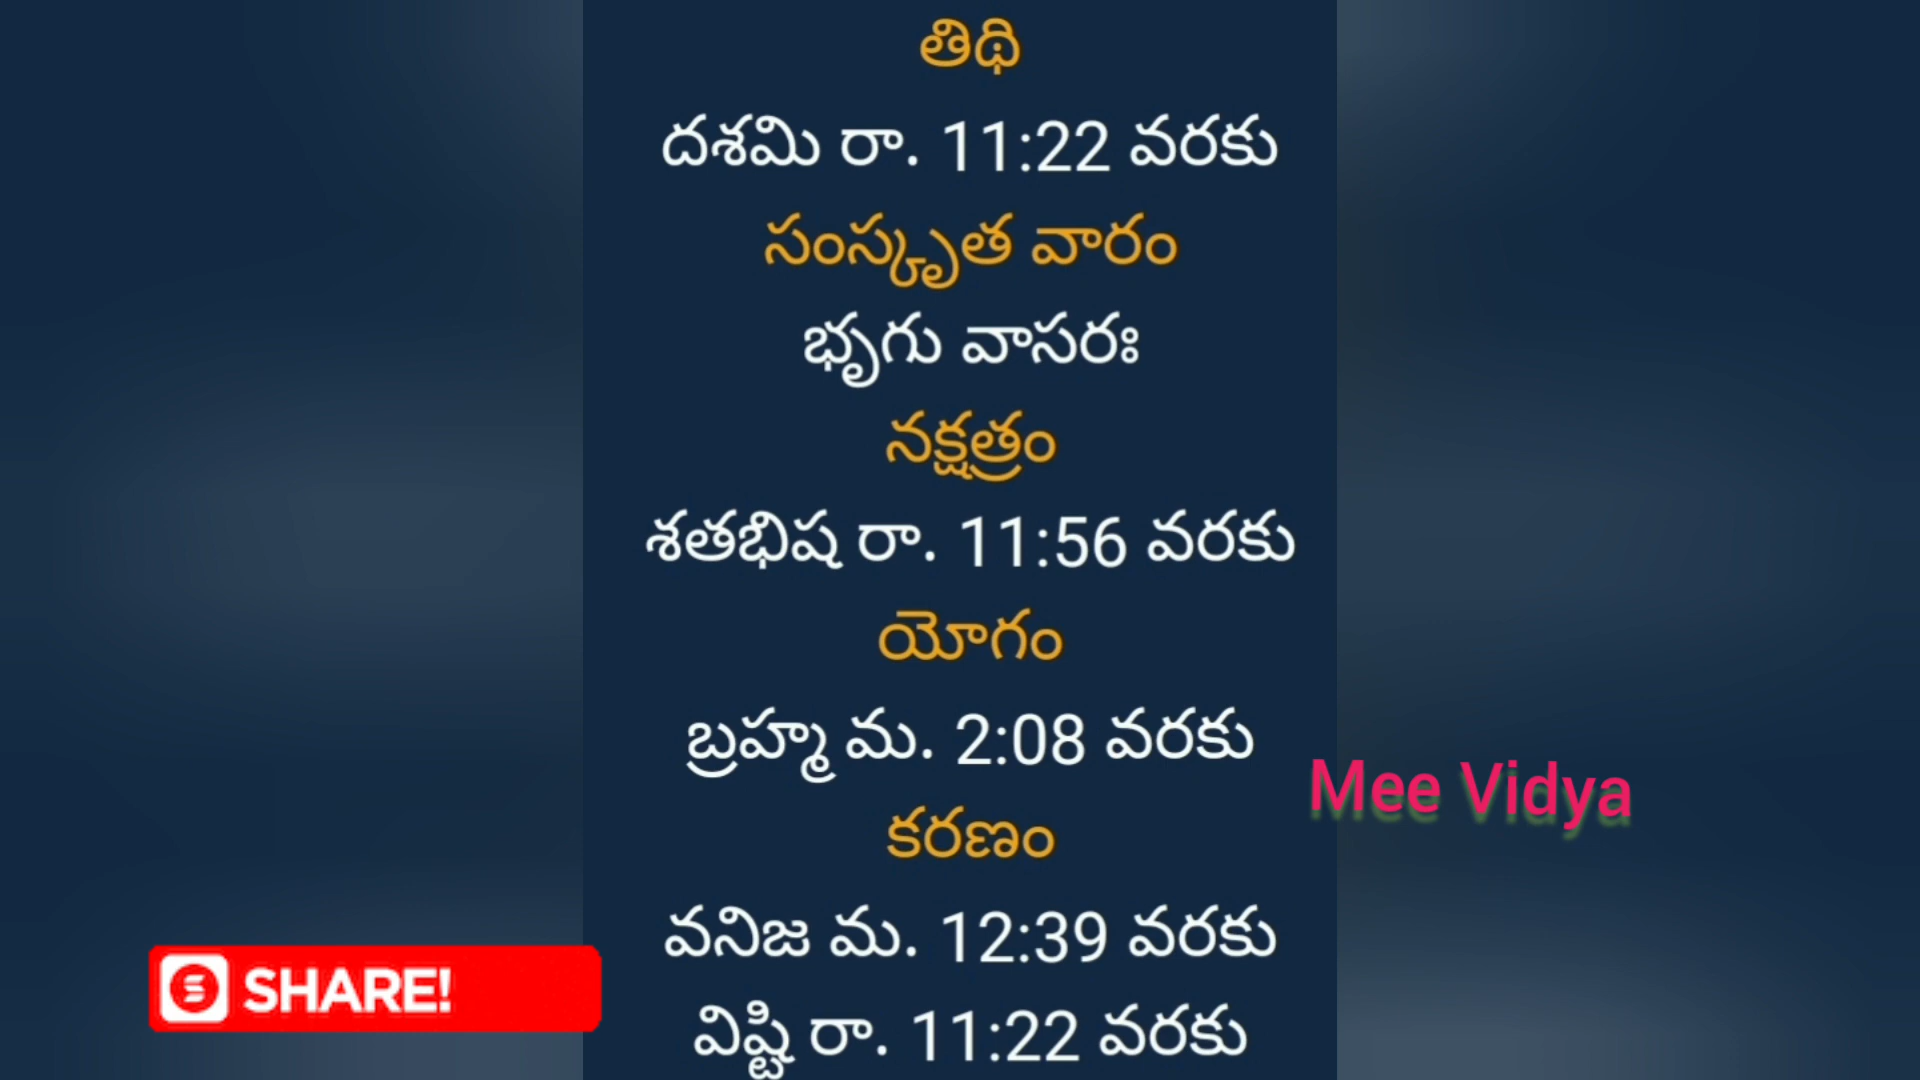 తిథి
దశమి రా. 11:22 వరకు
సంస్కృత వారం
భృగు వాసరః
నక్షత్రం
శతభిష రా. 11:56 వరకు
యోగం
బ్రహ్మ మ. 2:08 వరకు
Mee Vidya
కరణం
వనిజ మ. 12:39 వరకు
SHARE!
విష్టి రా. 11:22 వరకు